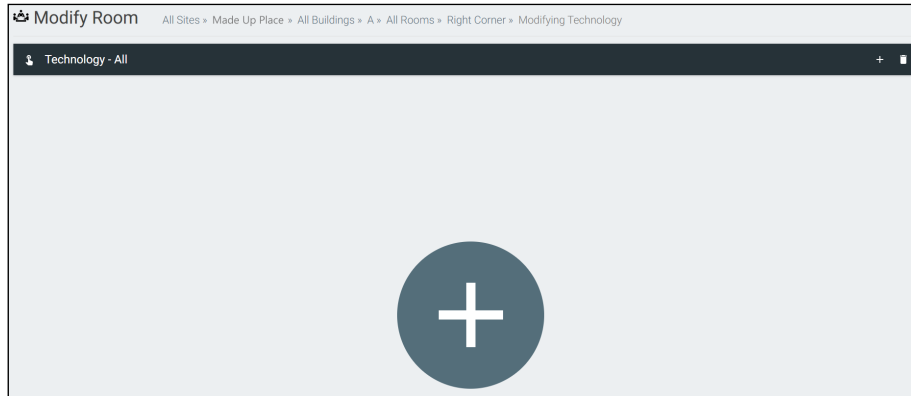 Modify Room All Sites » Made Up Place » All Buildings » A » All Rooms » Right Corner » Modifying Technology
Technology - All